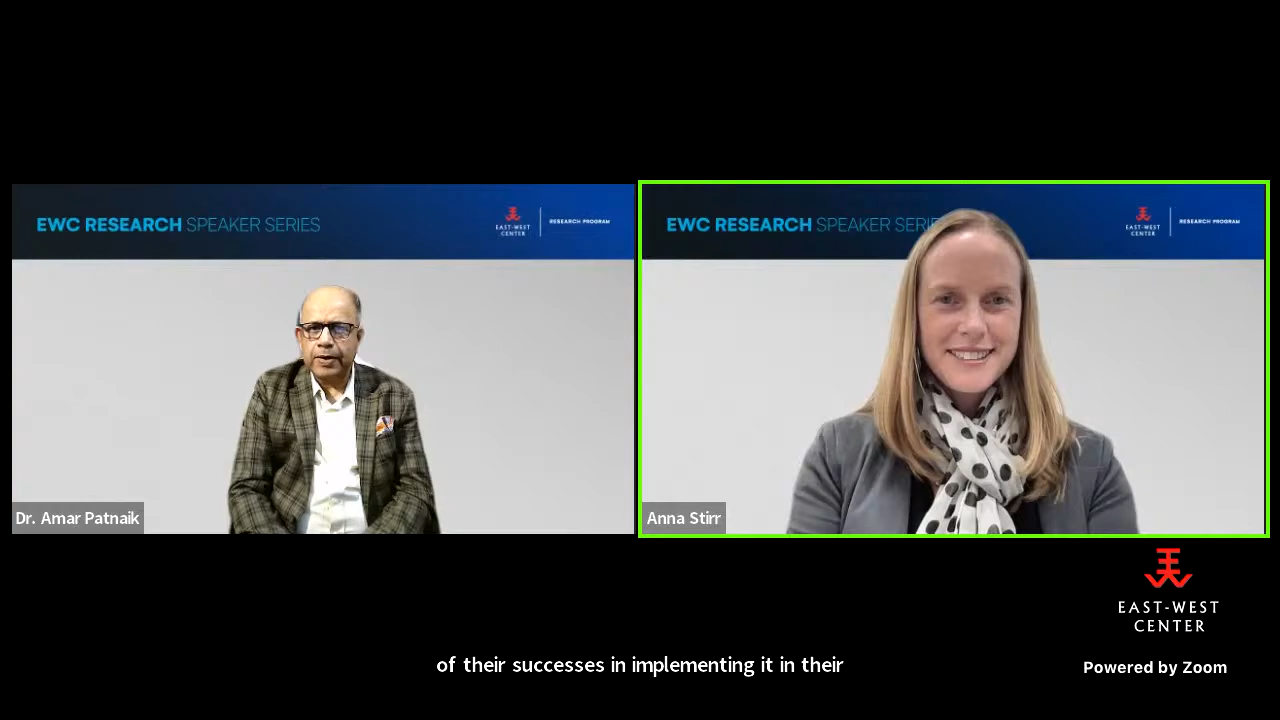 EWC RESEARCH SPEAKER SERIES
EAST-WEST
CENTER
RESEARCH PROGRAM
EWC RESEARCH SPEAKER SERIE
EAST-WEST
CENTER
RESEARCH PROGRAM
Dr. Amar Patnaik
Anna Stirr
EAST-WEST
CENTER
of their successes in implementing it in their
Powered by Zoom